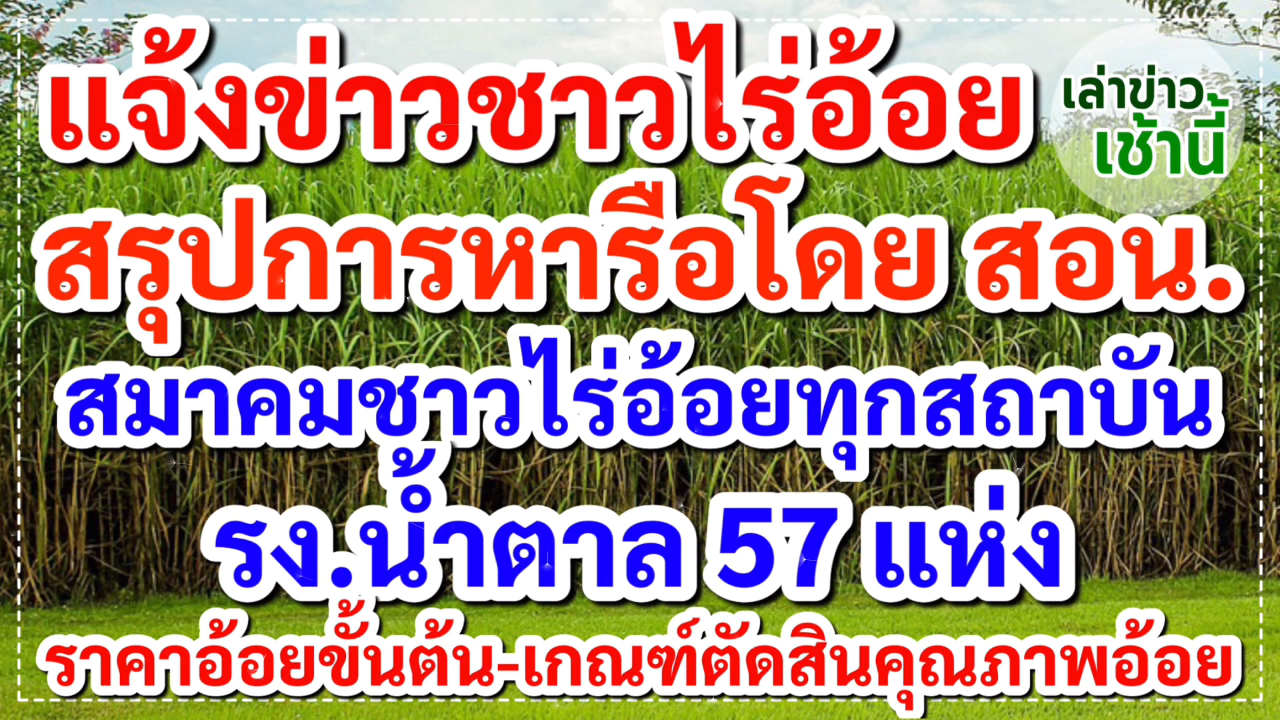 แจ้งข่าวชาวไร่อ้อย
เล่าข่าว
เช้านี้
สรุปการหารือโดย สอน.
สมาคมชาวไร่อ้อยทุกสถาบัน
รง.น้ำตาล 57 แห่ง
ราคาอ้อยขั้นต้น-เกณฑ์ตัดสินคุณภาพอ้อย